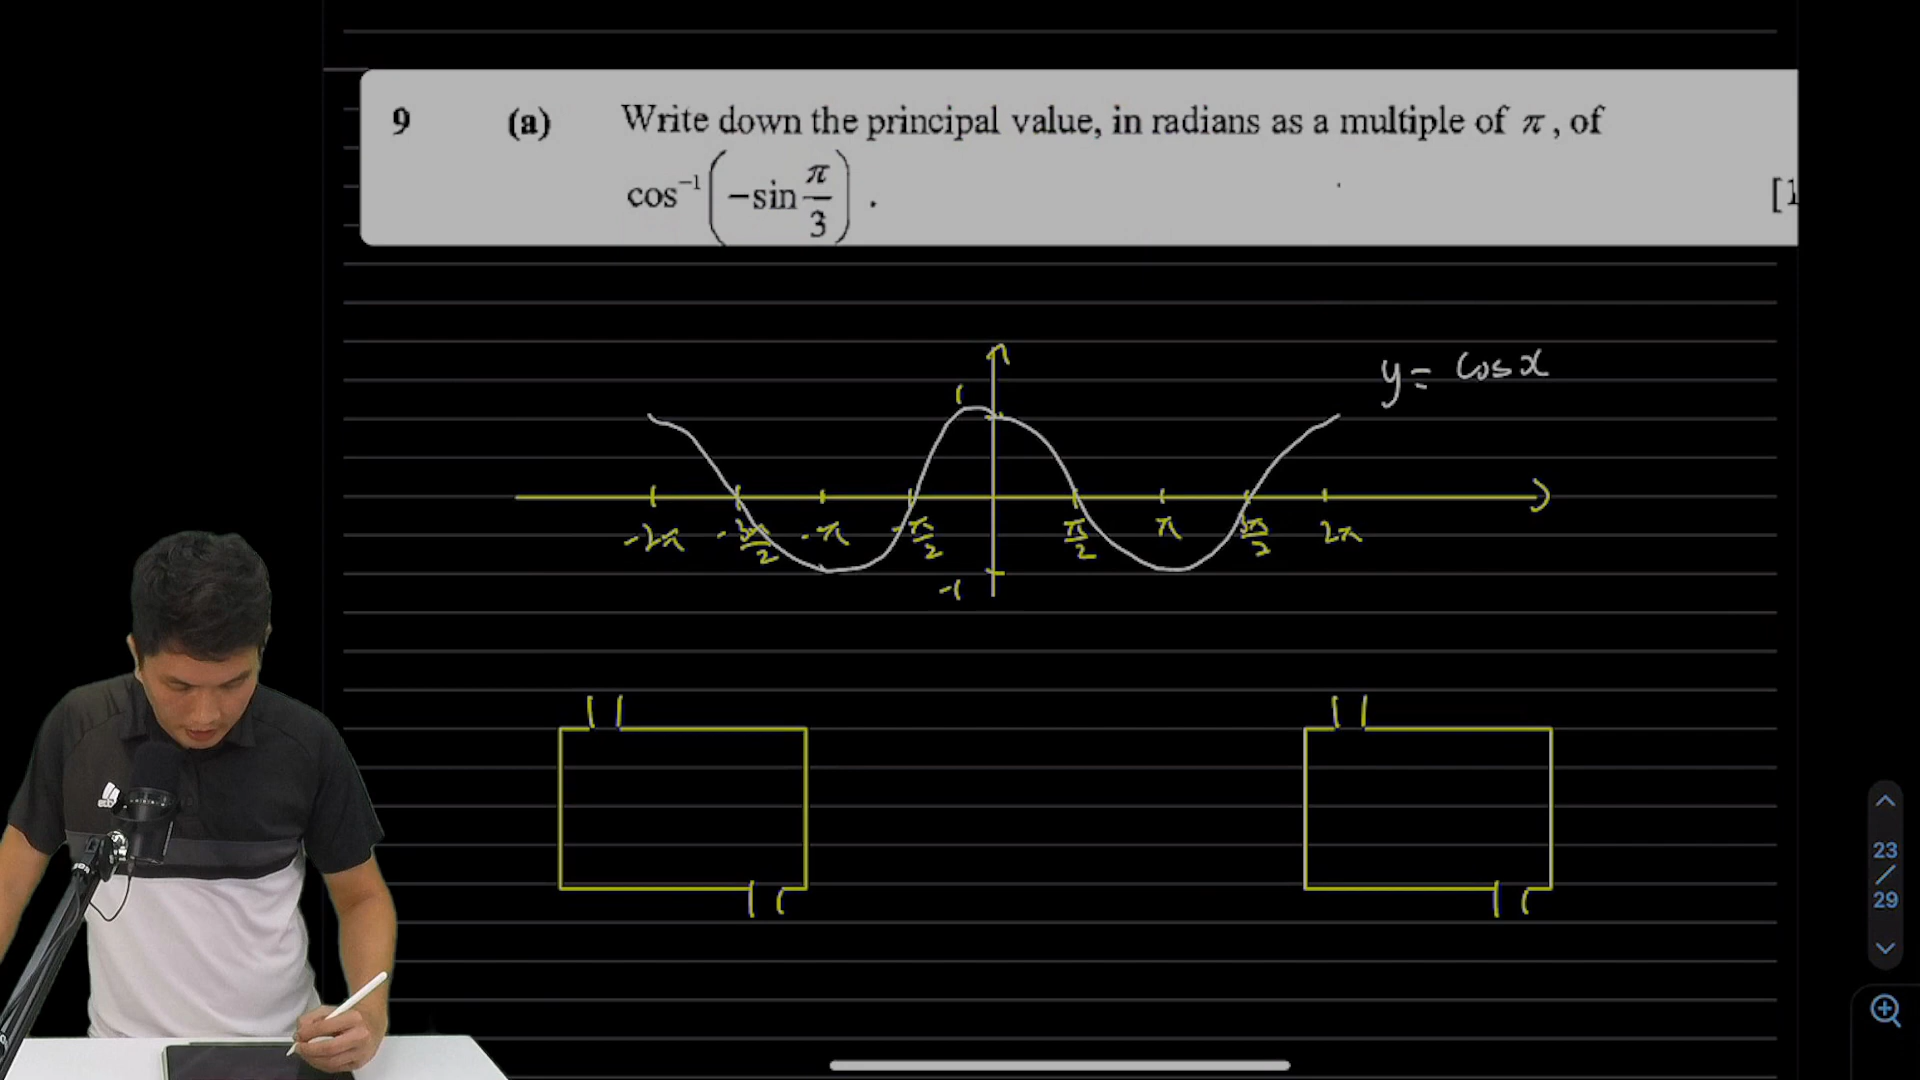 9 (a) Write down the principal value, in radians as a multiple of π, of
cos⁻¹(−sin π/3). [1
y = cos x
1
-2π -3π/2 -π -π/2 π/2 π 3π/2 2π
-1
23
/
29